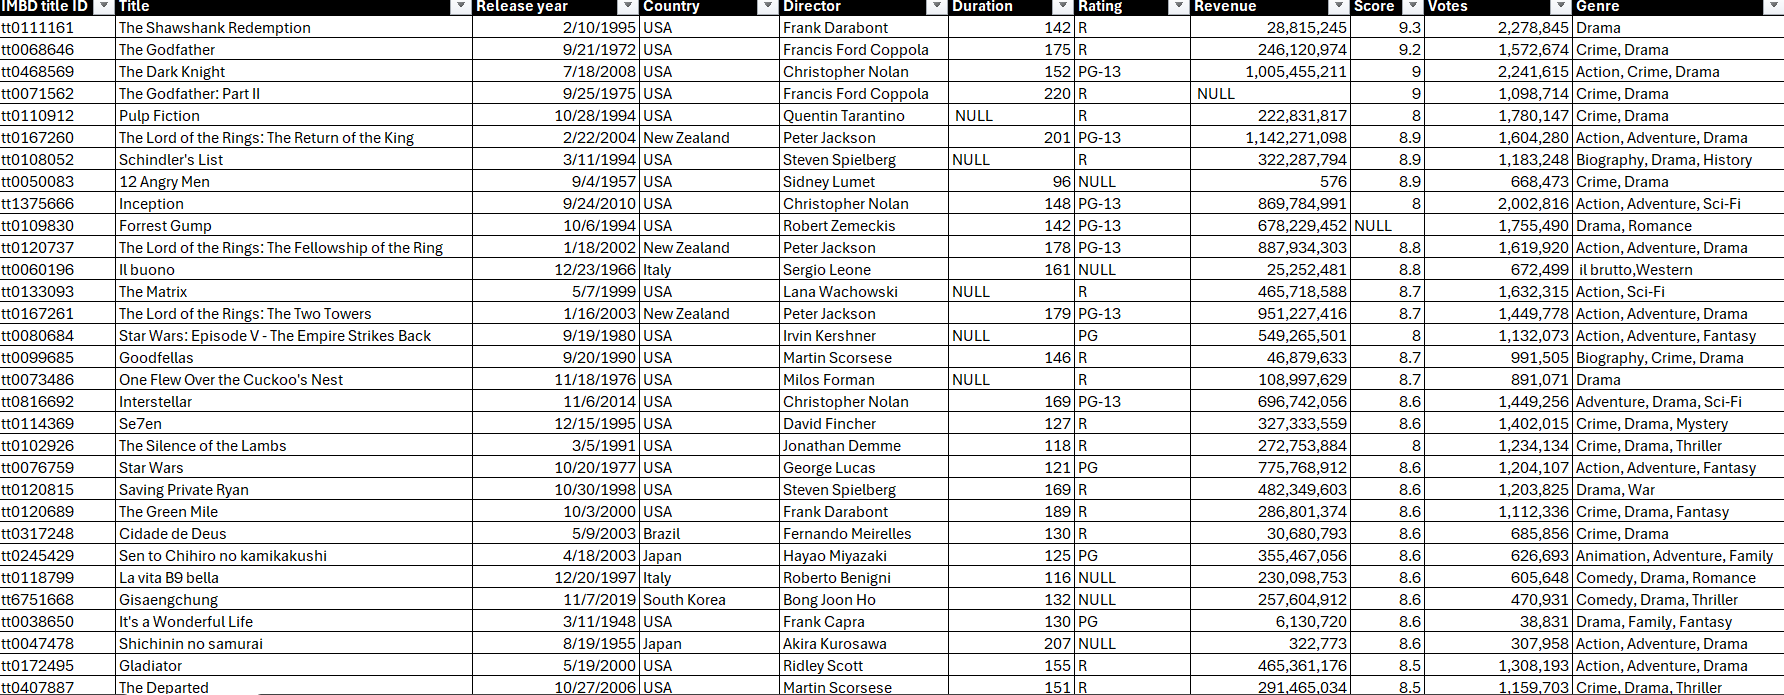 IMBD title ID Title Release year Country Director Duration Rating Revenue Score Votes Genre
tt0111161 The Shawshank Redemption 2/10/1995 USA Frank Darabont 142 R 28,815,245 9.3 2,278,845 Drama
tt0068646 The Godfather 9/21/1972 USA Francis Ford Coppola 175 R 246,120,974 9.2 1,572,674 Crime, Drama
tt0468569 The Dark Knight 7/18/2008 USA Christopher Nolan 152 PG-13 1,005,455,211 9 2,241,615 Action, Crime, Drama
tt0071562 The Godfather: Part II 9/25/1975 USA Francis Ford Coppola 220 R NULL 9 1,098,714 Crime, Drama
tt0110912 Pulp Fiction 10/28/1994 USA Quentin Tarantino NULL R 222,831,817 8 1,780,147 Crime, Drama
tt0167260 The Lord of the Rings: The Return of the King 2/22/2004 New Zealand Peter Jackson 201 PG-13 1,142,271,098 8.9 1,604,280 Action, Adventure, Drama
tt0108052 Schindler's List 3/11/1994 USA Steven Spielberg NULL R 322,287,794 8.9 1,183,248 Biography, Drama, History
tt0050083 12 Angry Men 9/4/1957 USA Sidney Lumet 96 NULL 576 8.9 668,473 Crime, Drama
tt1375666 Inception 9/24/2010 USA Christopher Nolan 148 PG-13 869,784,991 8 2,002,816 Action, Adventure, Sci-Fi
tt0109830 Forrest Gump 10/6/1994 USA Robert Zemeckis 142 PG-13 678,229,452 NULL 1,755,490 Drama, Romance
tt0120737 The Lord of the Rings: The Fellowship of the Ring 1/18/2002 New Zealand Peter Jackson 178 PG-13 887,934,303 8.8 1,619,920 Action, Adventure, Drama
tt0060196 Il buono 12/23/1966 Italy Sergio Leone 161 NULL 25,252,481 8.8 672,499 il brutto,Western
tt0133093 The Matrix 5/7/1999 USA Lana Wachowski NULL R 465,718,588 8.7 1,632,315 Action, Sci-Fi
tt0167261 The Lord of the Rings: The Two Towers 1/16/2003 New Zealand Peter Jackson 179 PG-13 951,227,416 8.7 1,449,778 Action, Adventure, Drama
tt0080684 Star Wars: Episode V - The Empire Strikes Back 9/19/1980 USA Irvin Kershner NULL PG 549,265,501 8 1,132,073 Action, Adventure, Fantasy
tt0099685 Goodfellas 9/20/1990 USA Martin Scorsese 146 R 46,879,633 8.7 991,505 Biography, Crime, Drama
tt0073486 One Flew Over the Cuckoo's Nest 11/18/1976 USA Milos Forman NULL R 108,997,629 8.7 891,071 Drama
tt0816692 Interstellar 11/6/2014 USA Christopher Nolan 169 PG-13 696,742,056 8.6 1,449,256 Adventure, Drama, Sci-Fi
tt0114369 Se7en 12/15/1995 USA David Fincher 127 R 327,333,559 8.6 1,402,015 Crime, Drama, Mystery
tt0102926 The Silence of the Lambs 3/5/1991 USA Jonathan Demme 118 R 272,753,884 8 1,234,134 Crime, Drama, Thriller
tt0076759 Star Wars 10/20/1977 USA George Lucas 121 PG 775,768,912 8.6 1,204,107 Action, Adventure, Fantasy
tt0120815 Saving Private Ryan 10/30/1998 USA Steven Spielberg 169 R 482,349,603 8.6 1,203,825 Drama, War
tt0120689 The Green Mile 10/3/2000 USA Frank Darabont 189 R 286,801,374 8.6 1,112,336 Crime, Drama, Fantasy
tt0317248 Cidade de Deus 5/9/2003 Brazil Fernando Meirelles 130 R 30,680,793 8.6 685,856 Crime, Drama
tt0245429 Sen to Chihiro no kamikakushi 4/18/2003 Japan Hayao Miyazaki 125 PG 355,467,056 8.6 626,693 Animation, Adventure, Family
tt0118799 La vita B9 bella 12/20/1997 Italy Roberto Benigni 116 NULL 230,098,753 8.6 605,648 Comedy, Drama, Romance
tt6751668 Gisaengchung 11/7/2019 South Korea Bong Joon Ho 132 NULL 257,604,912 8.6 470,931 Comedy, Drama, Thriller
tt0038650 It's a Wonderful Life 3/11/1948 USA Frank Capra 130 PG 6,130,720 8.6 38,831 Drama, Family, Fantasy
tt0047478 Shichinin no samurai 8/19/1955 Japan Akira Kurosawa 207 NULL 322,773 8.6 307,958 Action, Adventure, Drama
tt0172495 Gladiator 5/19/2000 USA Ridley Scott 155 R 465,361,176 8.5 1,308,193 Action, Adventure, Drama
tt0407887 The Departed 10/27/2006 USA Martin Scorsese 151 R 291,465,034 8.5 1,159,703 Crime, Drama, Thriller